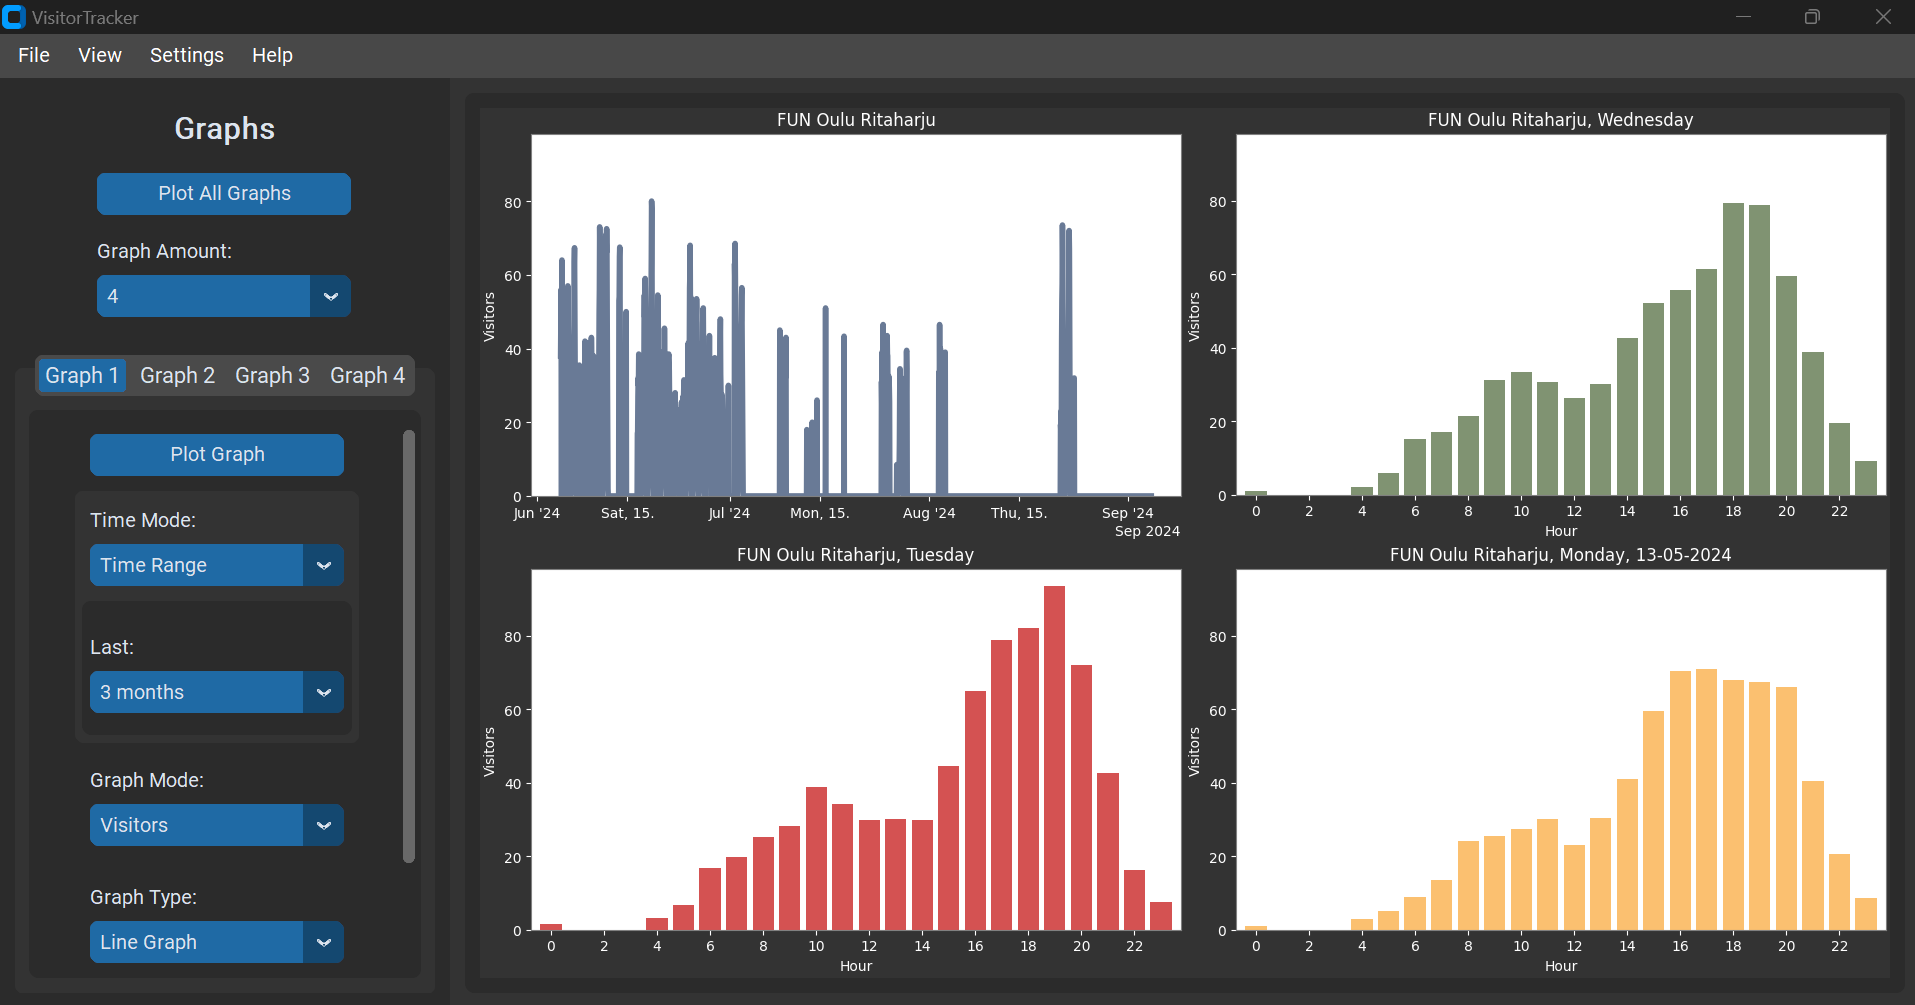 VisitorTracker
File View Settings Help
Graphs
Plot All Graphs
Graph Amount:
4
Graph 1 Graph 2 Graph 3 Graph 4
Plot Graph
Time Mode:
Time Range
Last:
3 months
Graph Mode:
Visitors
Graph Type:
Line Graph
FUN Oulu Ritaharju
Visitors
80
60
40
20
0
Jun '24 Sat, 15. Jul '24 Mon, 15. Aug '24 Thu, 15. Sep '24
Sep 2024
FUN Oulu Ritaharju, Wednesday
Visitors
80
60
40
20
0
0 2 4 6 8 10 12 14 16 18 20 22
Hour
FUN Oulu Ritaharju, Tuesday
Visitors
80
60
40
20
0
0 2 4 6 8 10 12 14 16 18 20 22
Hour
FUN Oulu Ritaharju, Monday, 13-05-2024
Visitors
80
60
40
20
0
0 2 4 6 8 10 12 14 16 18 20 22
Hour